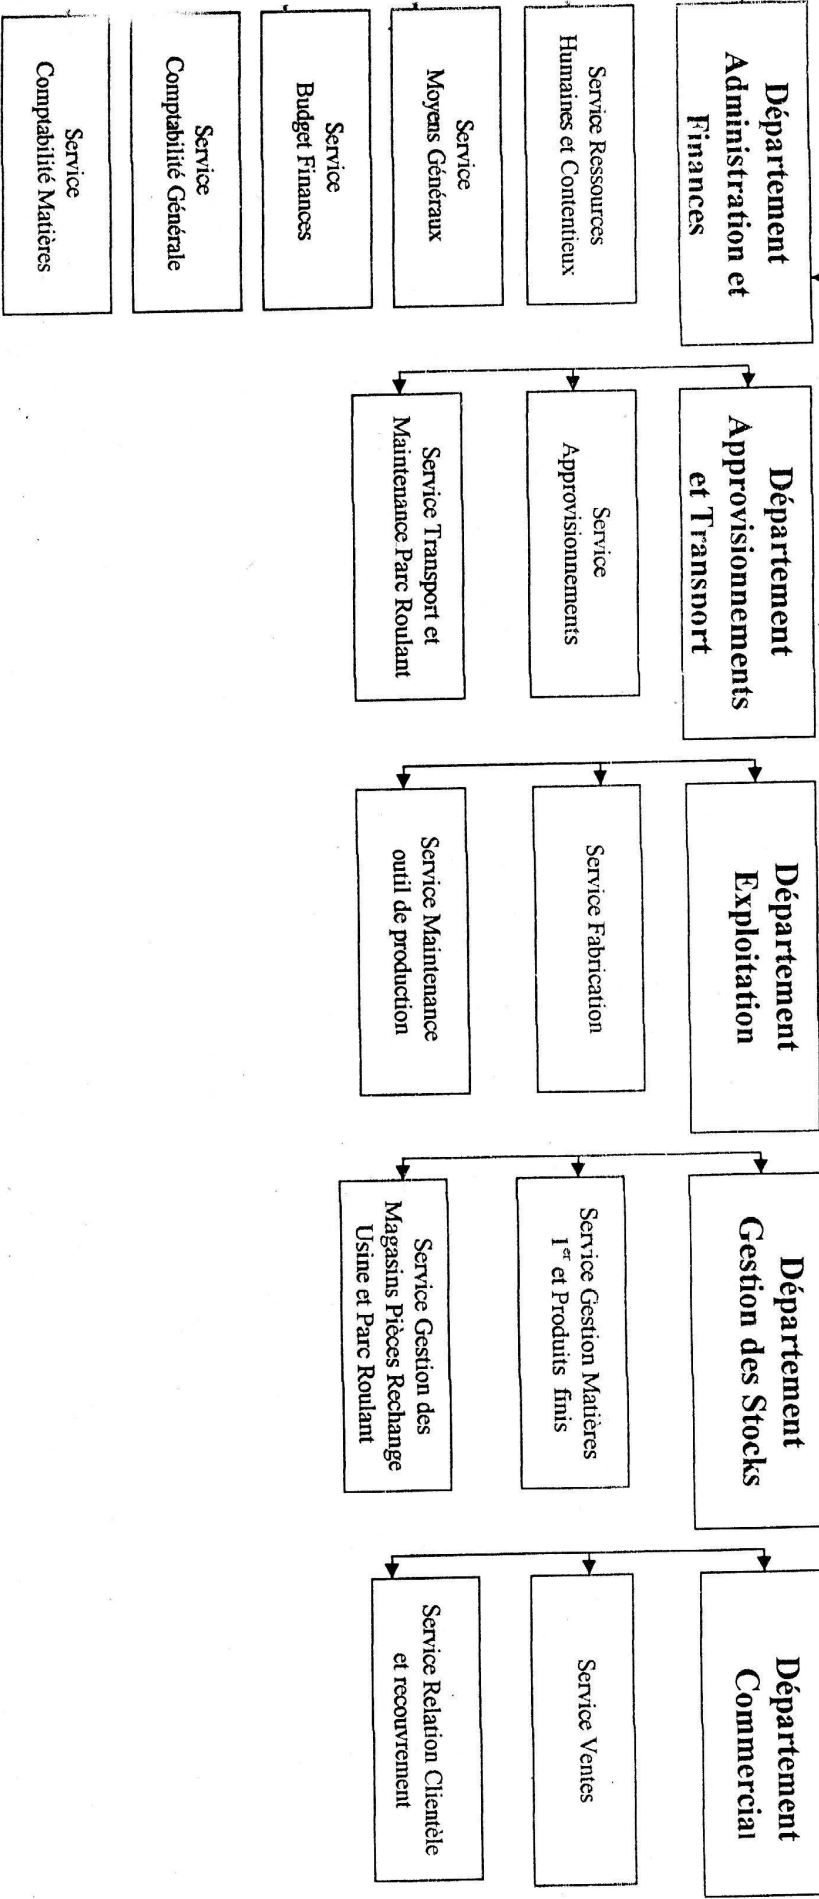 Département
Administration et
Finances
Service Ressources
Humaines et Contentieux
Service
Moyens Généraux
Service
Budget Finances
Service
Comptabilité Générale
Service
Comptabilité Matières
Département
Approvisionnements
et Transport
Service
Approvisionnements
Service Transport et
Maintenance Parc Roulant
Département
Exploitation
Service Fabrication
Service Maintenance
outil de production
Département
Gestion des Stocks
Service Gestion Matières
1er et Produits finis
Service Gestion des
Magasins Pièces Rechange
Usine et Parc Roulant
Département
Commercial
Service Ventes
Service Relation Clientèle
et recouvrement